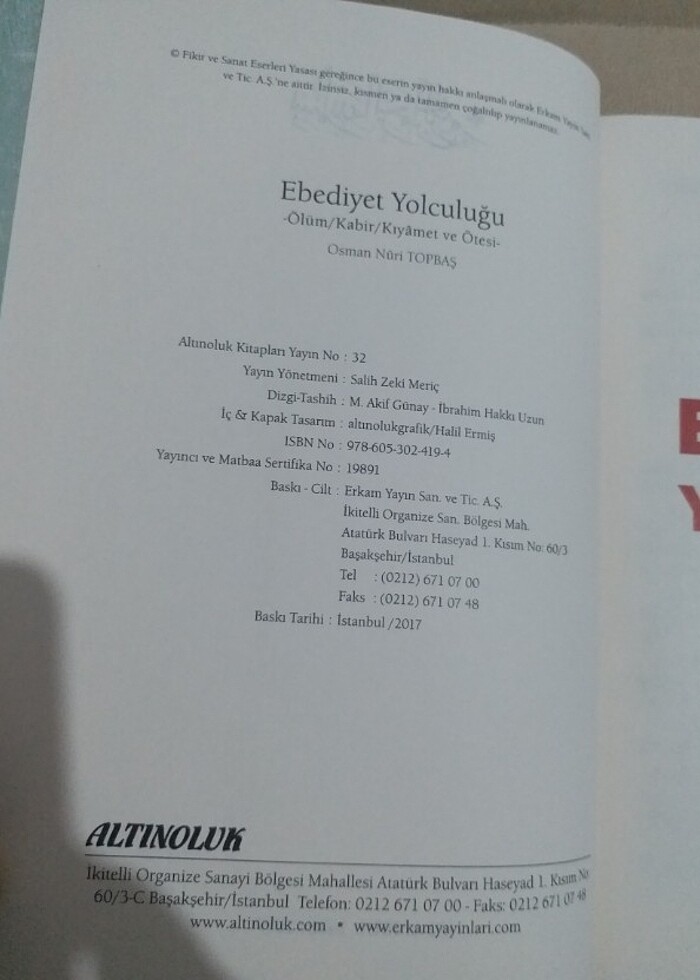 © Fikir ve Sanat Eserleri Yasası gereğince bu eserin yayın hakkı anlaşmalı olarak Erkam Yayın San.
ve Tic. A.Ş.'ne aittir. İzinsiz, kısmen ya da tamamen çoğaltılıp yayınlanamaz.
Ebediyet Yolculuğu
-Ölüm/Kabir/Kıyâmet ve Ötesi-
Osman Nûri TOPBAŞ
Altınoluk Kitapları Yayın No : 32
Yayın Yönetmeni : Salih Zeki Meriç
Dizgi-Tashih : M. Akif Günay - İbrahim Hakkı Uzun
İç & Kapak Tasarım : altınolukgrafik/Halil Ermiş
ISBN No : 978-605-302-419-4
Yayıncı ve Matbaa Sertifika No : 19891
Baskı - Cilt : Erkam Yayın San. ve Tic. A.Ş.
İkitelli Organize San. Bölgesi Mah.
Atatürk Bulvarı Haseyad 1. Kısım No: 60/3
Başakşehir/İstanbul
Tel : (0212) 671 07 00
Faks : (0212) 671 07 48
Baskı Tarihi : İstanbul /2017
ALTINOLUK
İkitelli Organize Sanayi Bölgesi Mahallesi Atatürk Bulvarı Haseyad 1. Kısım No
60/3-C Başakşehir/İstanbul Telefon: 0212 671 07 00 - Faks: 0212 671 07 48
www.altinoluk.com • www.erkamyayinlari.com